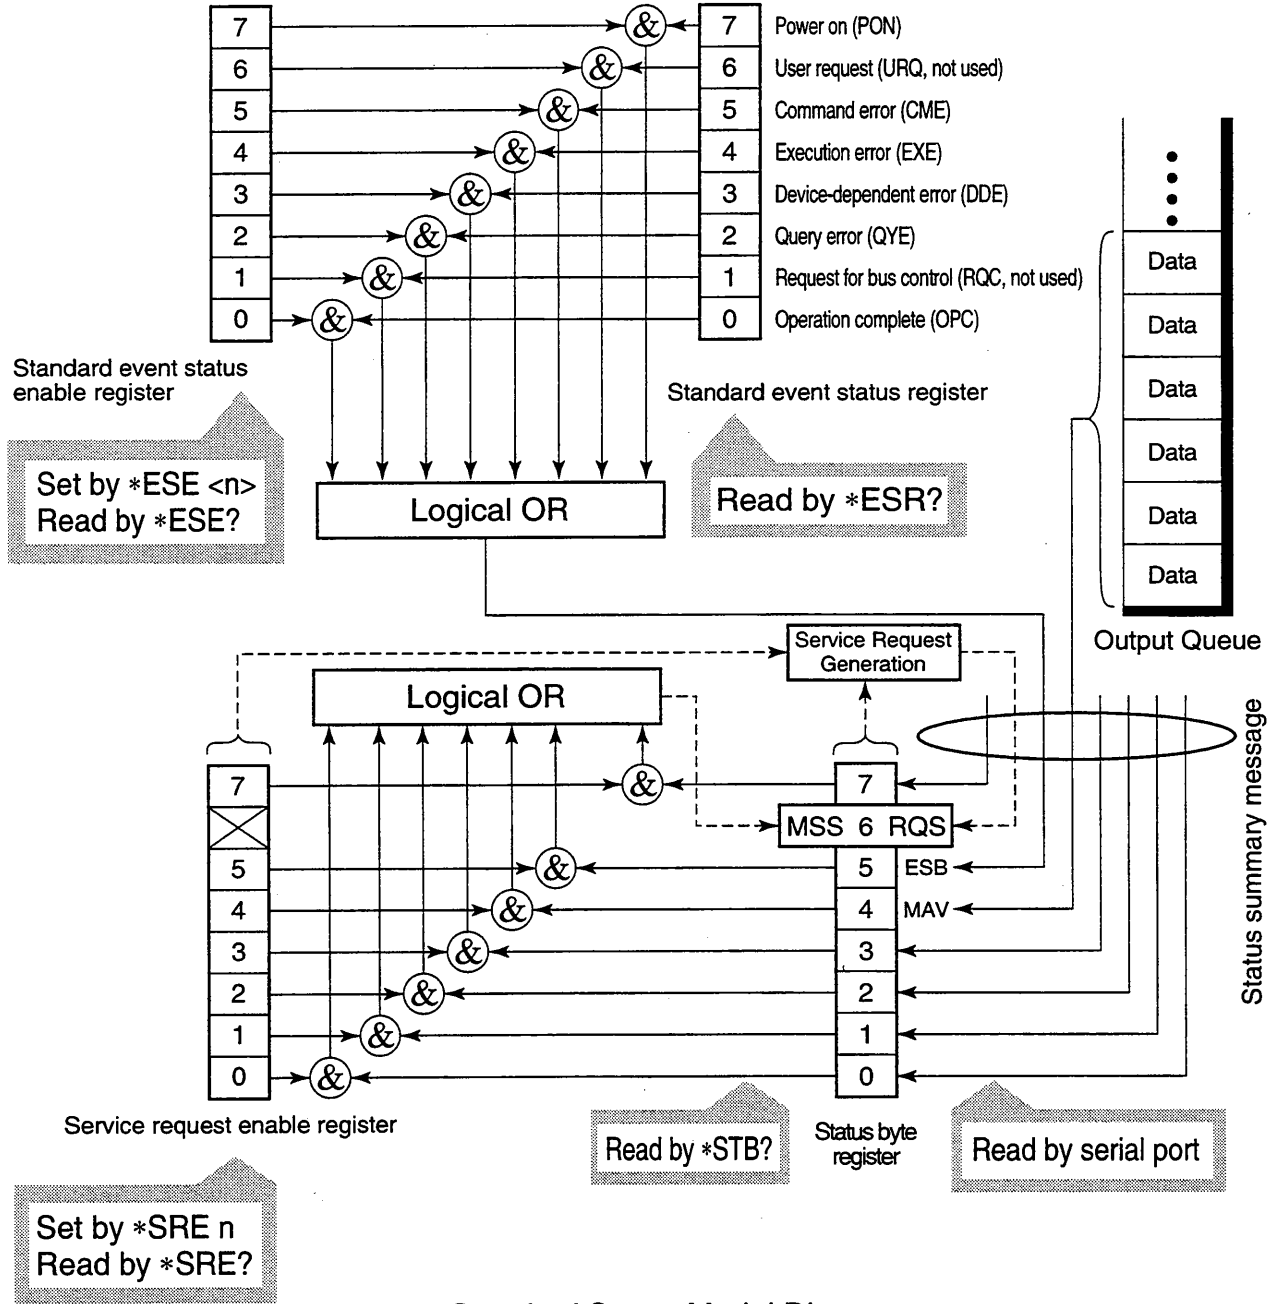 7 & 7 Power on (PON)
6 & 6 User request (URQ, not used)
5 & 5 Command error (CME)
4 & 4 Execution error (EXE)
3 & 3 Device-dependent error (DDE)
2 & 2 Query error (QYE)
1 & 1 Request for bus control (RQC, not used)
0 & 0 Operation complete (OPC)
Standard event status
enable register
Standard event status register
Set by *ESE <n>
Read by *ESE?
Logical OR
Read by *ESR?
Data
Data
Data
Data
Data
Data
Output Queue
Service Request
Generation
Logical OR
Status summary message
7 & 7
MSS 6 RQS
5 & 5 ESB
4 & 4 MAV
3 & 3
2 & 2
1 & 1
0 & 0
Service request enable register
Read by *STB?
Status byte
register
Read by serial port
Set by *SRE n
Read by *SRE?